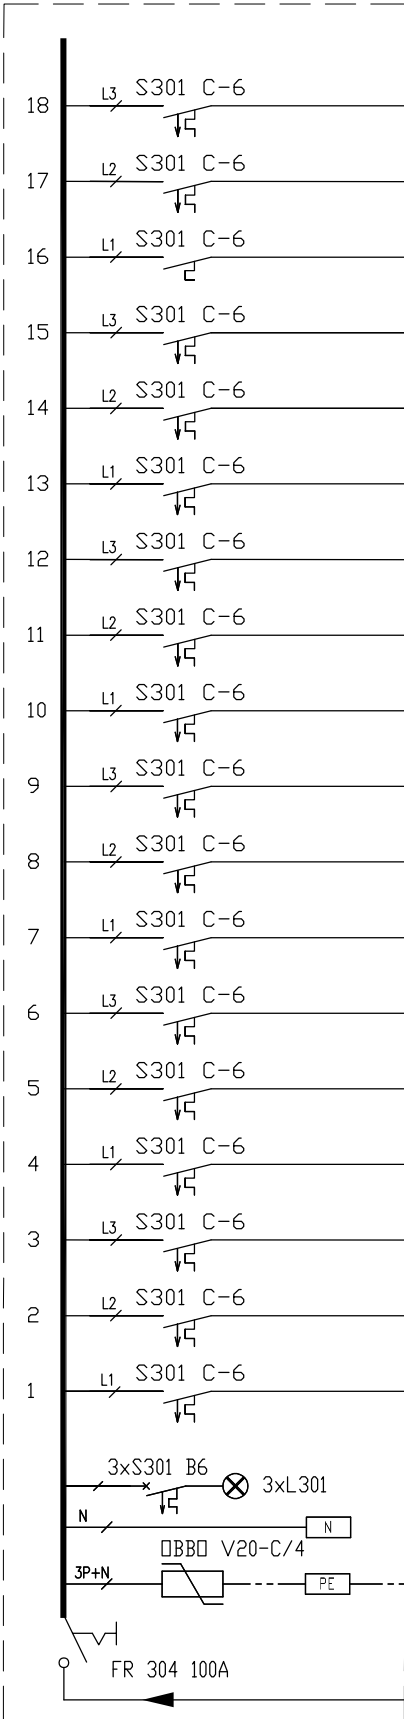 S301 C-6
18 L3
S301 C-6
17 L2
S301 C-6
16 L1
S301 C-6
15 L3
S301 C-6
14 L2
S301 C-6
13 L1
S301 C-6
12 L3
S301 C-6
11 L2
S301 C-6
10 L1
S301 C-6
9 L3
S301 C-6
8 L2
S301 C-6
7 L1
S301 C-6
6 L3
S301 C-6
5 L2
S301 C-6
4 L1
S301 C-6
3 L3
S301 C-6
2 L2
S301 C-6
1 L1
3xS301 B6
3xL301
N N
OBBO V20-C/4
3P+N PE
FR 304 100A